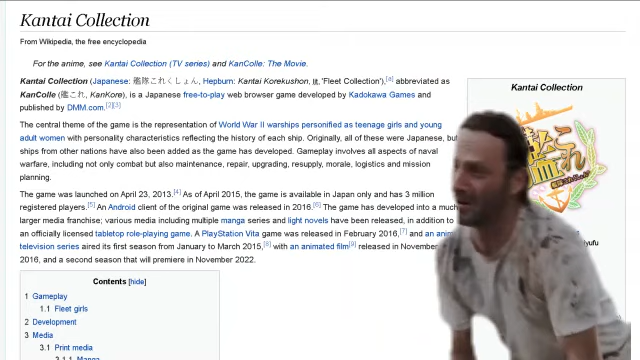 Kantai Collection
From Wikipedia, the free encyclopedia
For the anime, see Kantai Collection (TV series) and KanColle: The Movie.
Kantai Collection (Japanese: 艦隊これくしょん, Hepburn: Kantai Korekushon, lit. 'Fleet Collection'),[a] abbreviated as
KanColle (艦これ, KanKore), is a Japanese free-to-play web browser game developed by Kadokawa Games and
published by DMM.com.[2][3]
The central theme of the game is the representation of World War II warships personified as teenage girls and young
adult women with personality characteristics reflecting the history of each ship. Originally, all of these were Japanese, but
ships from other nations have also been added as the game has developed. Gameplay involves all aspects of naval
warfare, including not only combat but also maintenance, repair, upgrading, resupply, morale, logistics and mission
planning.
The game was launched on April 23, 2013.[4] As of April 2015, the game is available in Japan only and has 3 million
registered players.[5] An Android client of the original game was released in 2016.[6] The game has developed into a much
larger media franchise; various media including multiple manga series and light novels have been released, in addition to
an officially licensed tabletop role-playing game. A PlayStation Vita game was released in February 2016,[7] and an anim
television series aired its first season from January to March 2015,[8] with an animated film[9] released in November
2016, and a second season that will premiere in November 2022.
Contents [hide]
1 Gameplay
1.1 Fleet girls
2 Development
3 Media
3.1 Print media
3.1.1 Manga
Kantai Collection
艦これ
yufu